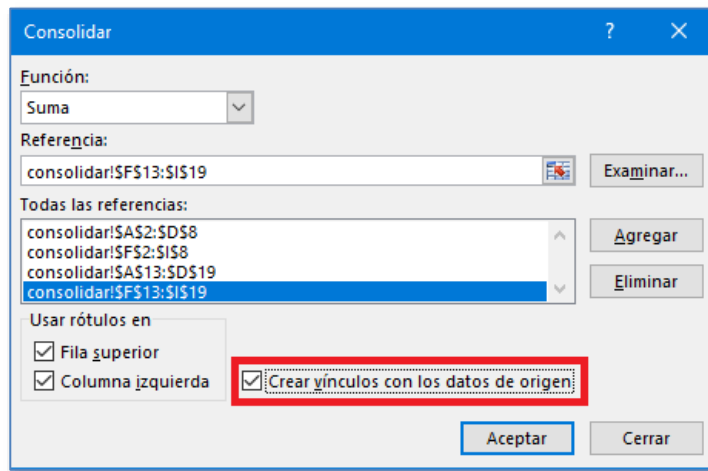 Consolidar
Función:
Suma
Referencia:
consolidar!$F$13:$I$19
Examinar...
Todas las referencias:
consolidar!$A$2:$D$8
consolidar!$F$2:$I$8
consolidar!$A$13:$D$19
consolidar!$F$13:$I$19
Agregar
Eliminar
Usar rótulos en
Fila superior
Columna izquierda
Crear vínculos con los datos de origen
Aceptar
Cerrar